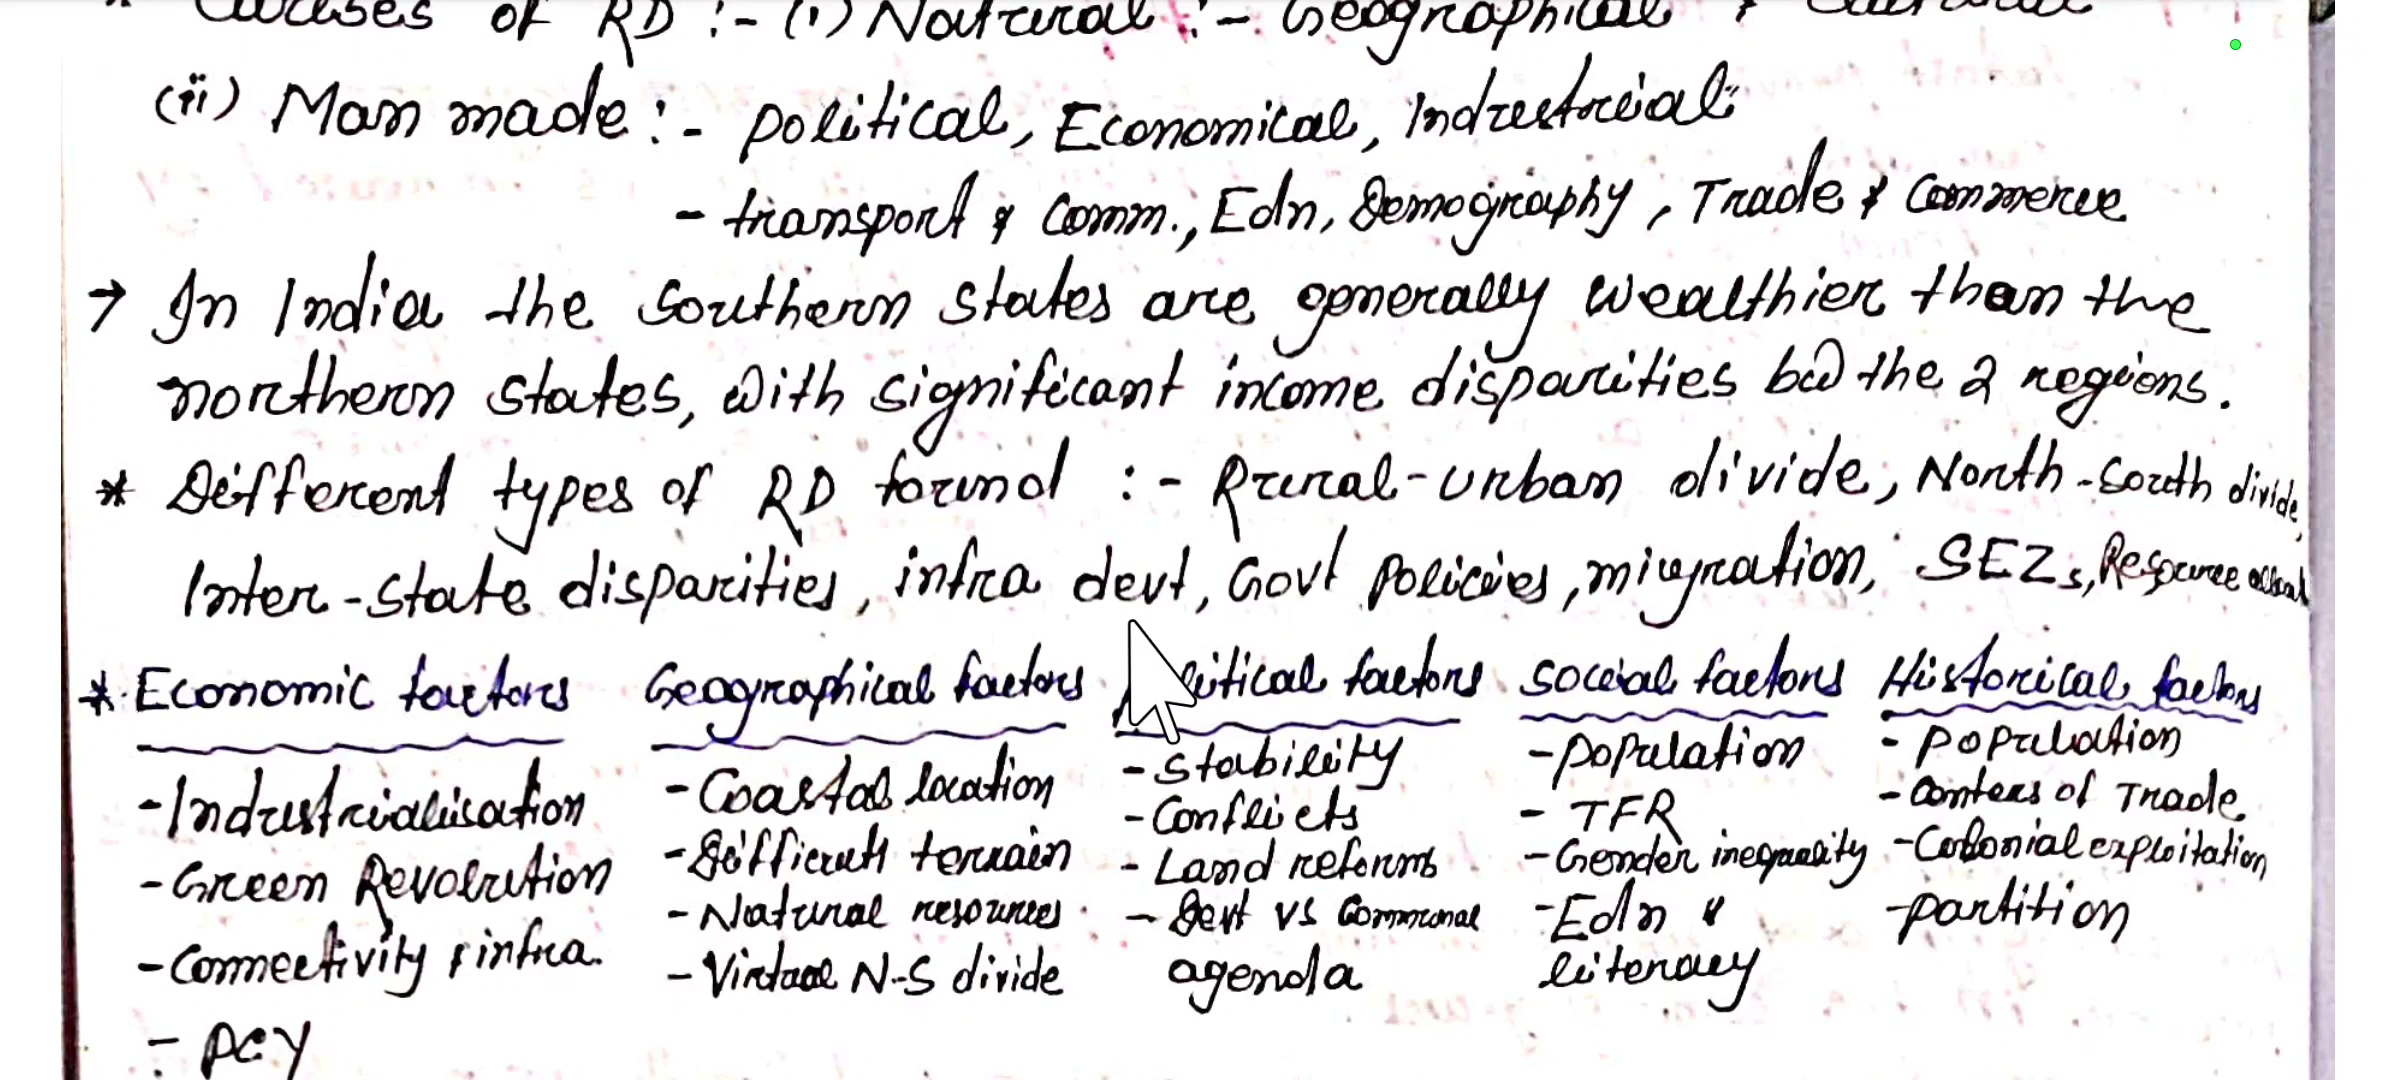 * Causes of RD :- (i) Natural :- Geographical & Cultural
(ii) Man made :- political, Economical, Industrial
- transport & Comm., Edn, Demography, Trade & Commerce
→ In India the Southern states are generally wealthier than the
northern states, with significant income disparities b/w the 2 regions.
* Different types of RD found :- Rural-urban divide, North-South divide,
Inter-state disparities, infra devt, Govt Policies, migration, SEZs, Resource
* Economic factors Geographical factors factors Social factors Historical factors
- Industrialisation - Coastal location - Stability - Population - Population
- Green Revolution - Difficult terrain - Conflicts - TFR - Centers of Trade
- Connectivity & infra. - Natural resources - Land reforms - Gender inequality - Colonial exploitation
- PCY - Virtual N-S divide - Devt VS Communal - Edn & - partition
agenda literacy